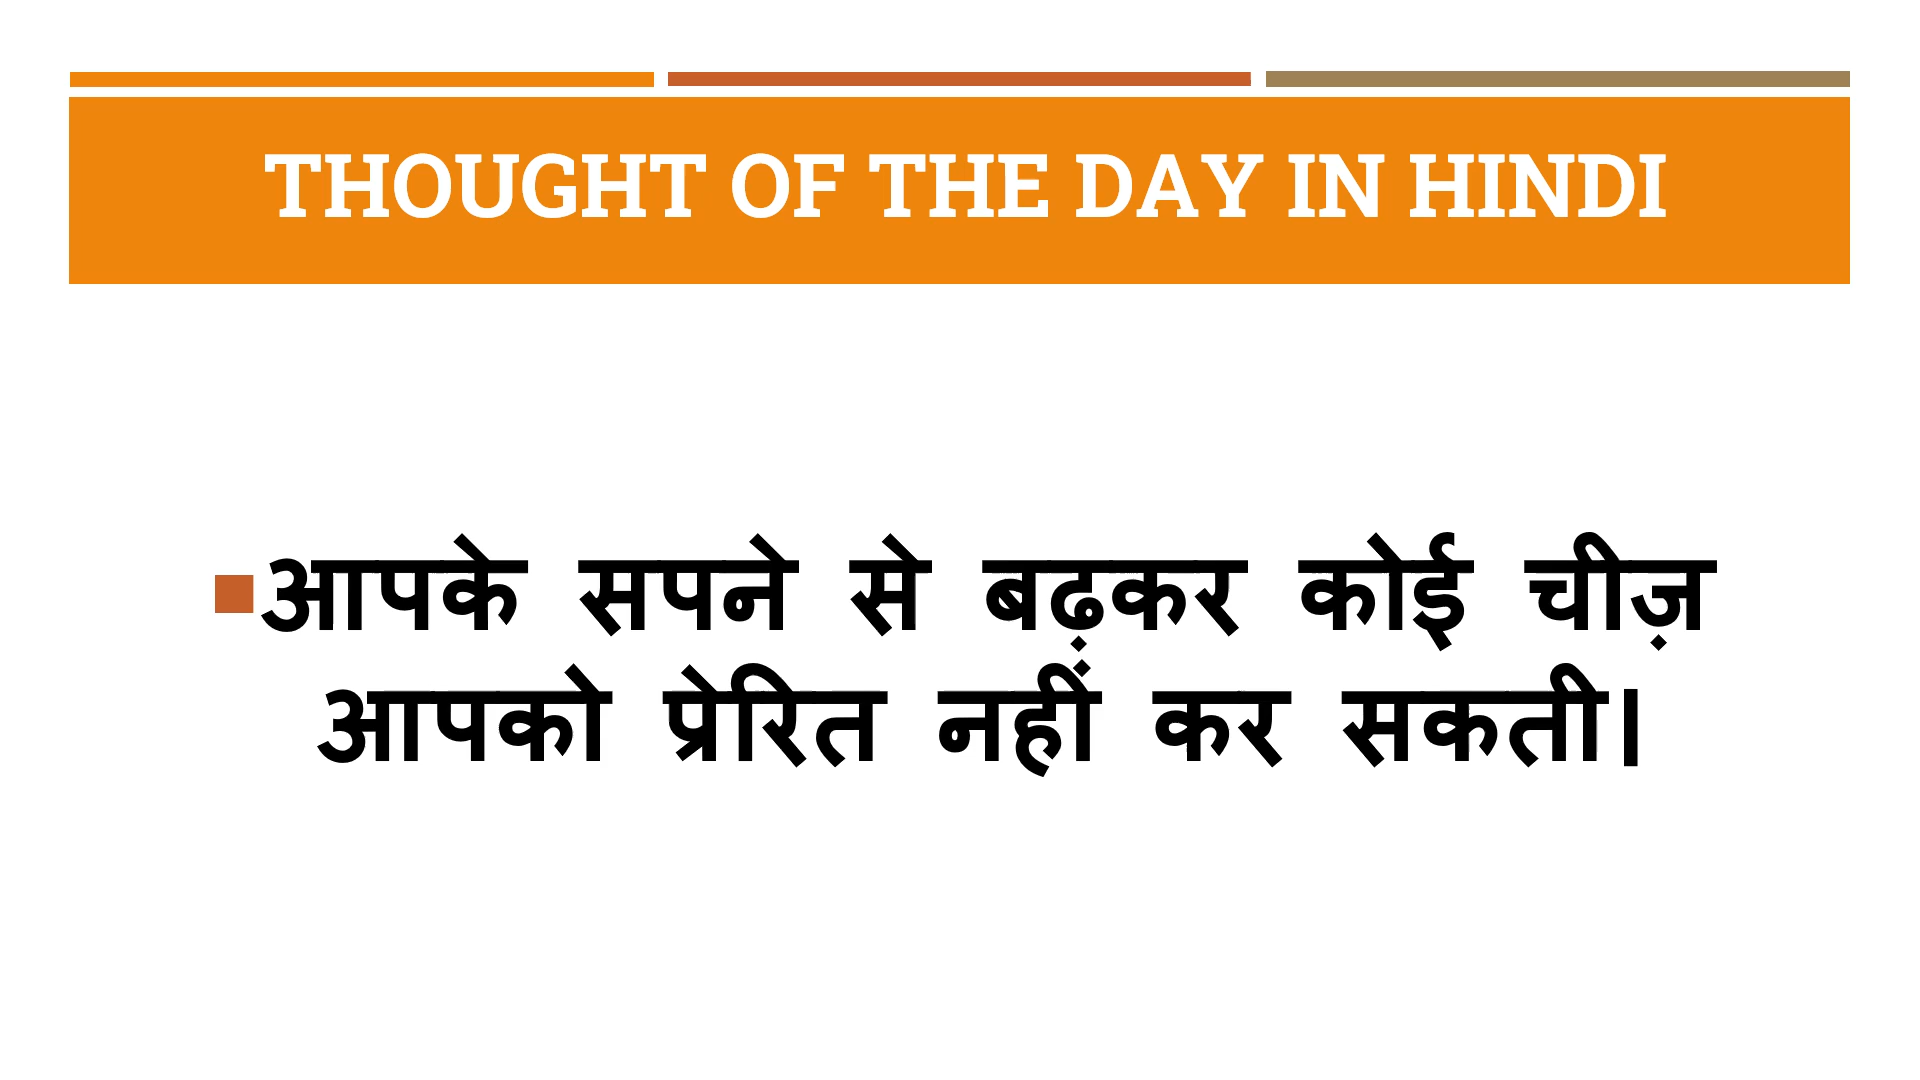 THOUGHT OF THE DAY IN HINDI
आपके सपने से बढ़कर कोई चीज़
आपको प्रेरित नहीं कर सकती।